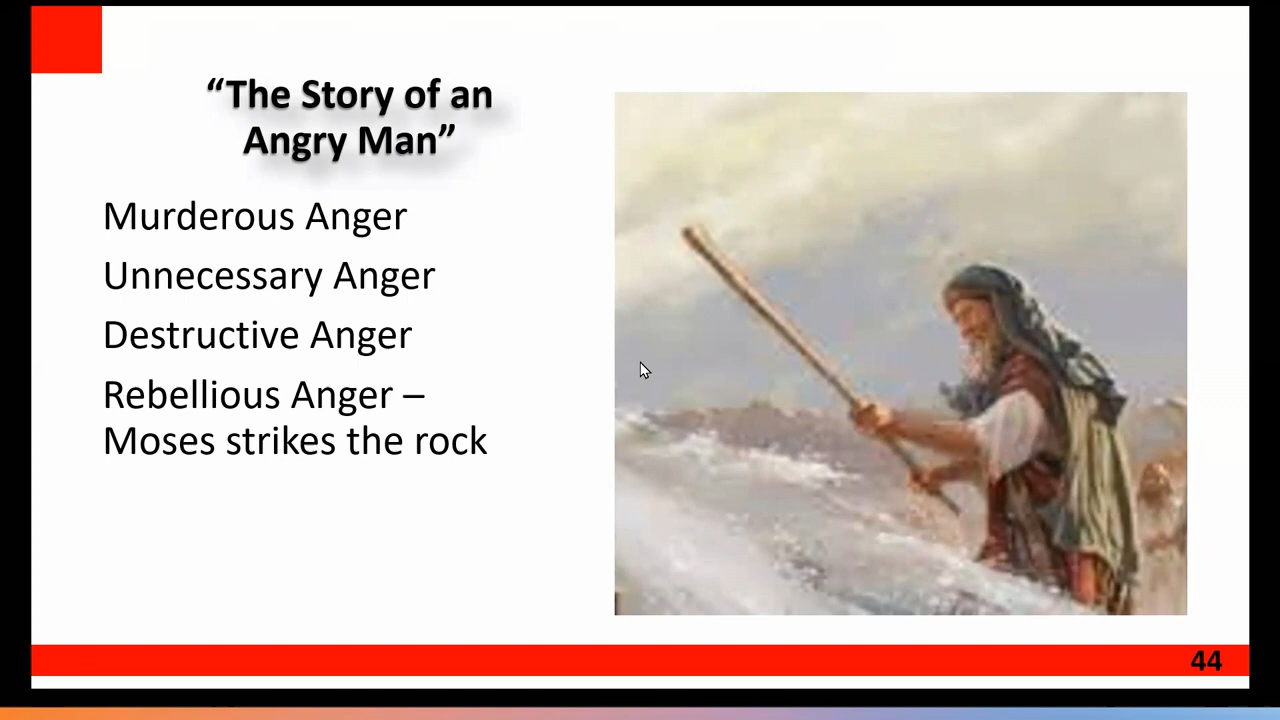 “The Story of an
Angry Man”
Murderous Anger
Unnecessary Anger
Destructive Anger
Rebellious Anger –
Moses strikes the rock
44